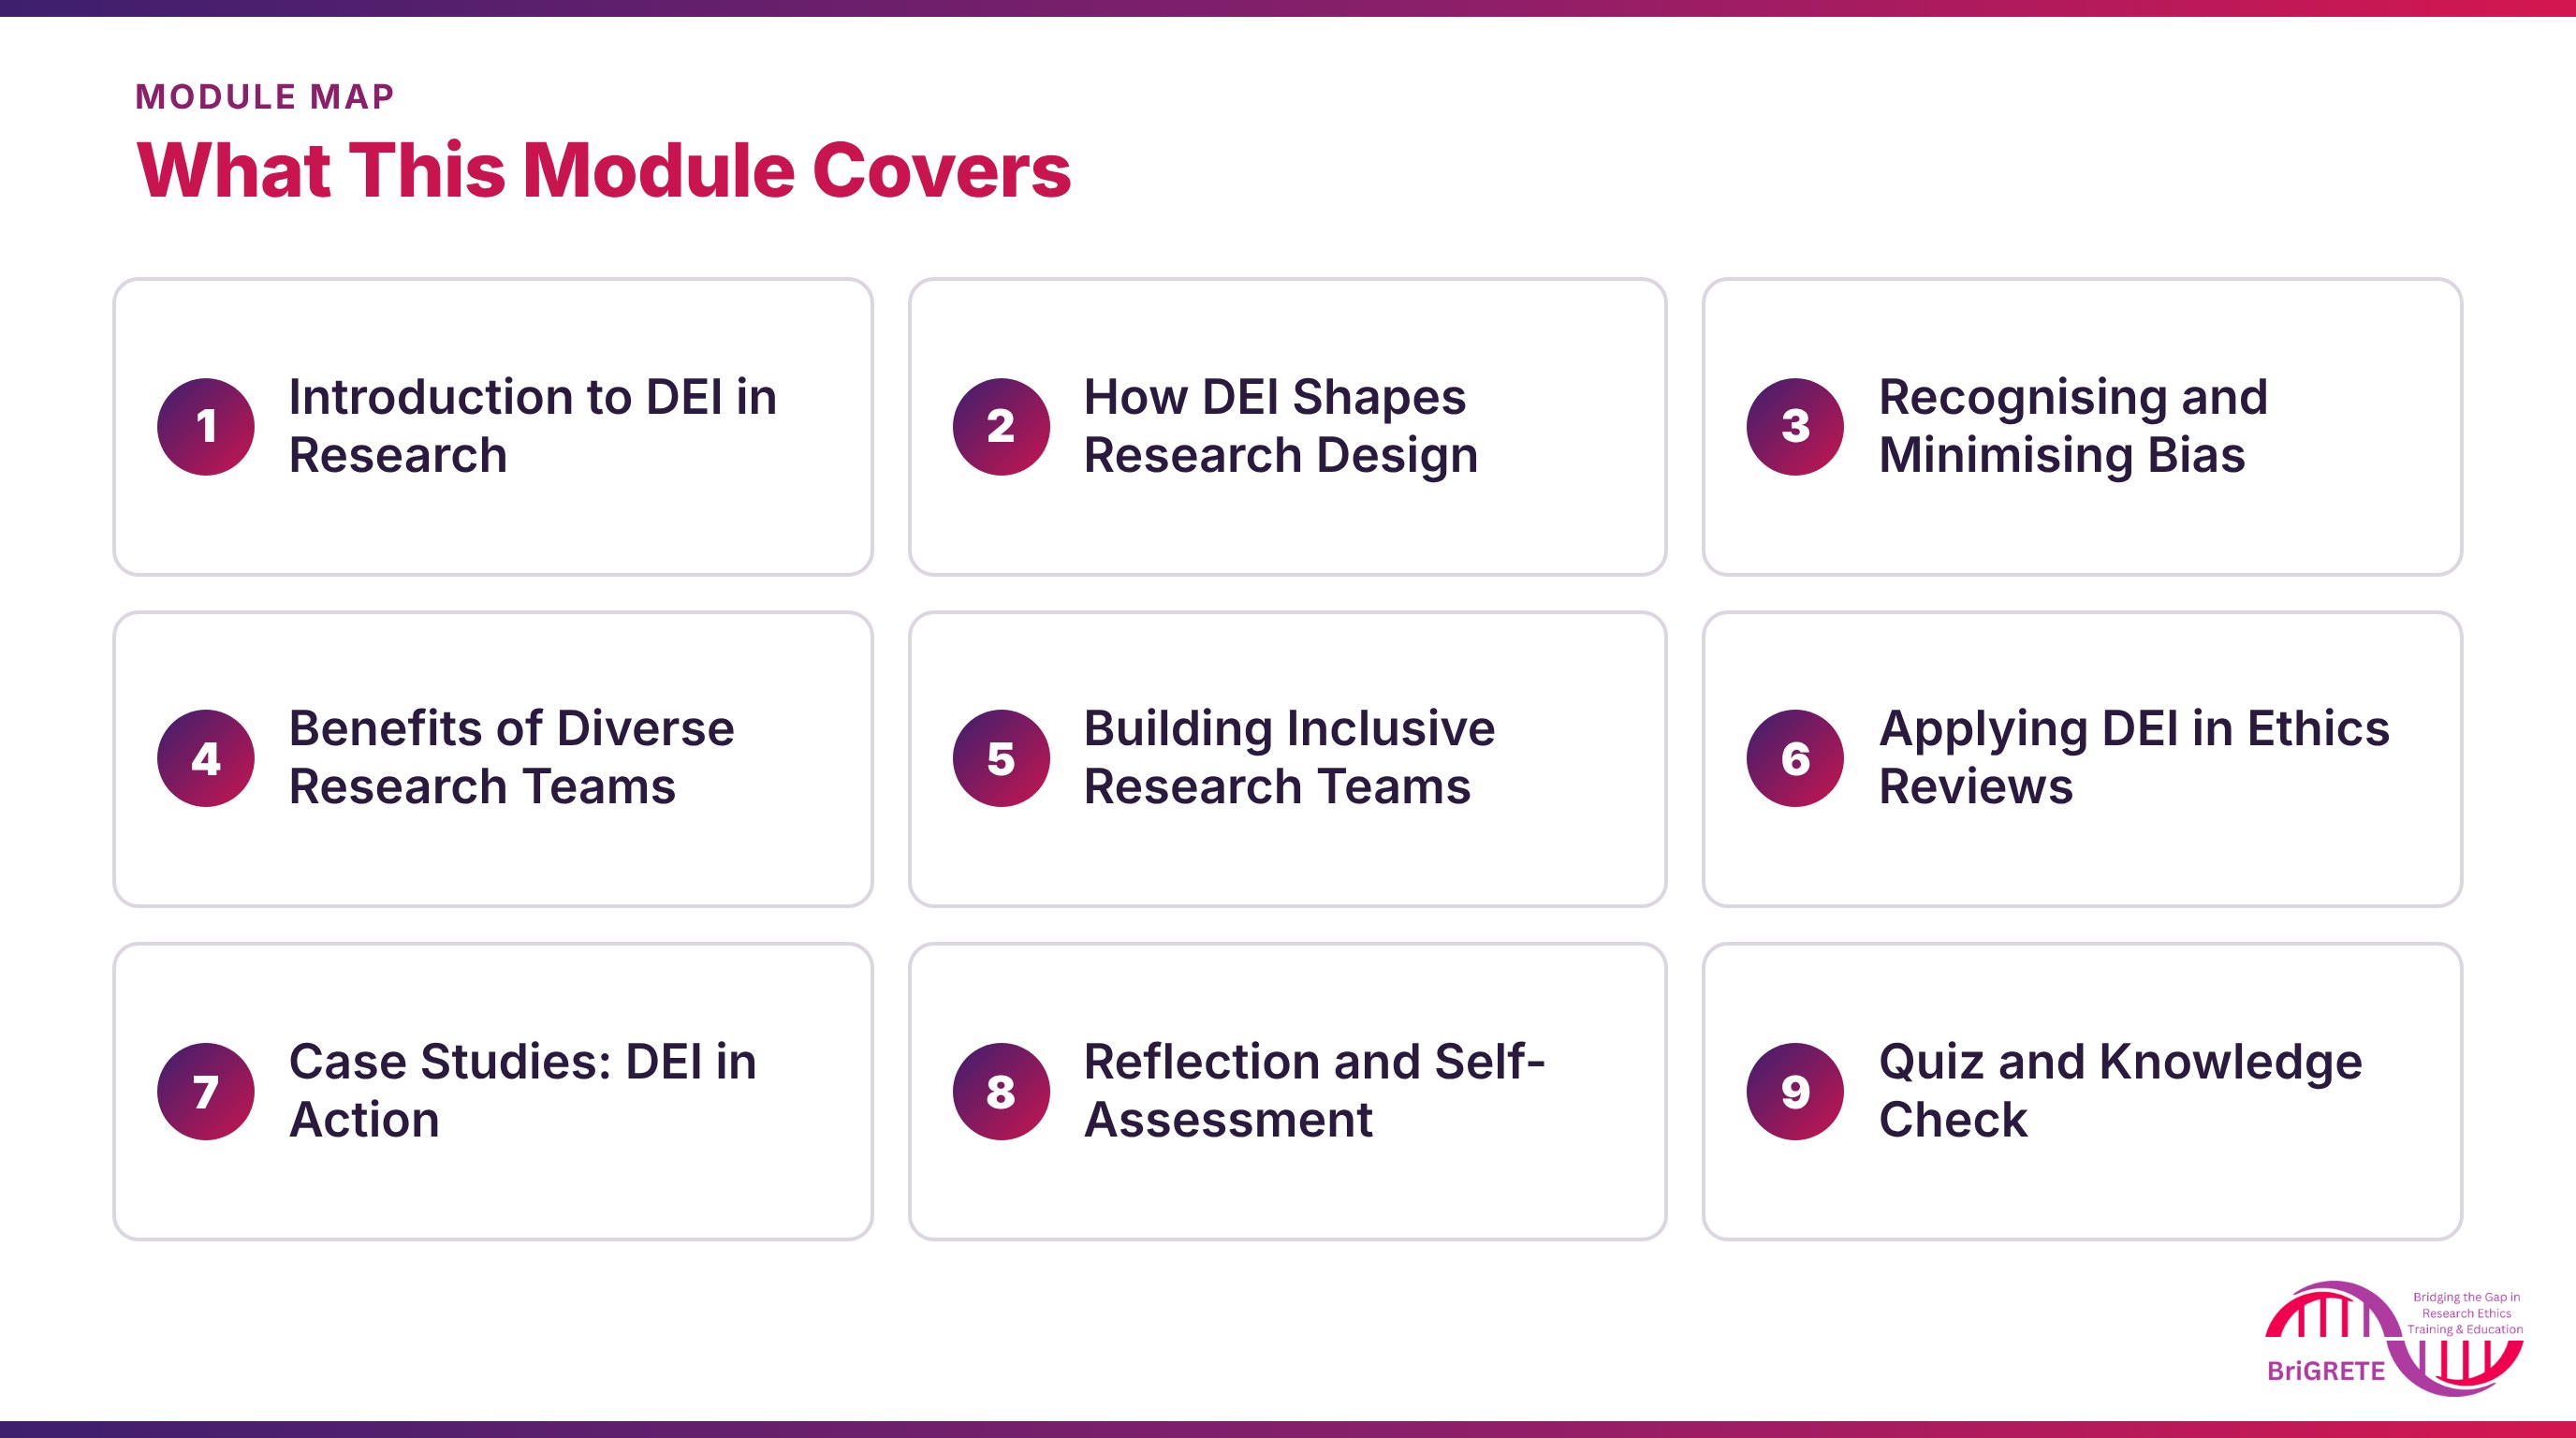 MODULE MAP
What This Module Covers
1
Introduction to DEI in
Research
2
How DEI Shapes
Research Design
3
Recognising and
Minimising Bias
4
Benefits of Diverse
Research Teams
5
Building Inclusive
Research Teams
6
Applying DEI in Ethics
Reviews
7
Case Studies: DEI in
Action
8
Reflection and Self-
Assessment
9
Quiz and Knowledge
Check
Bridging the Gap in
Research Ethics
Training & Education
BriGRETE